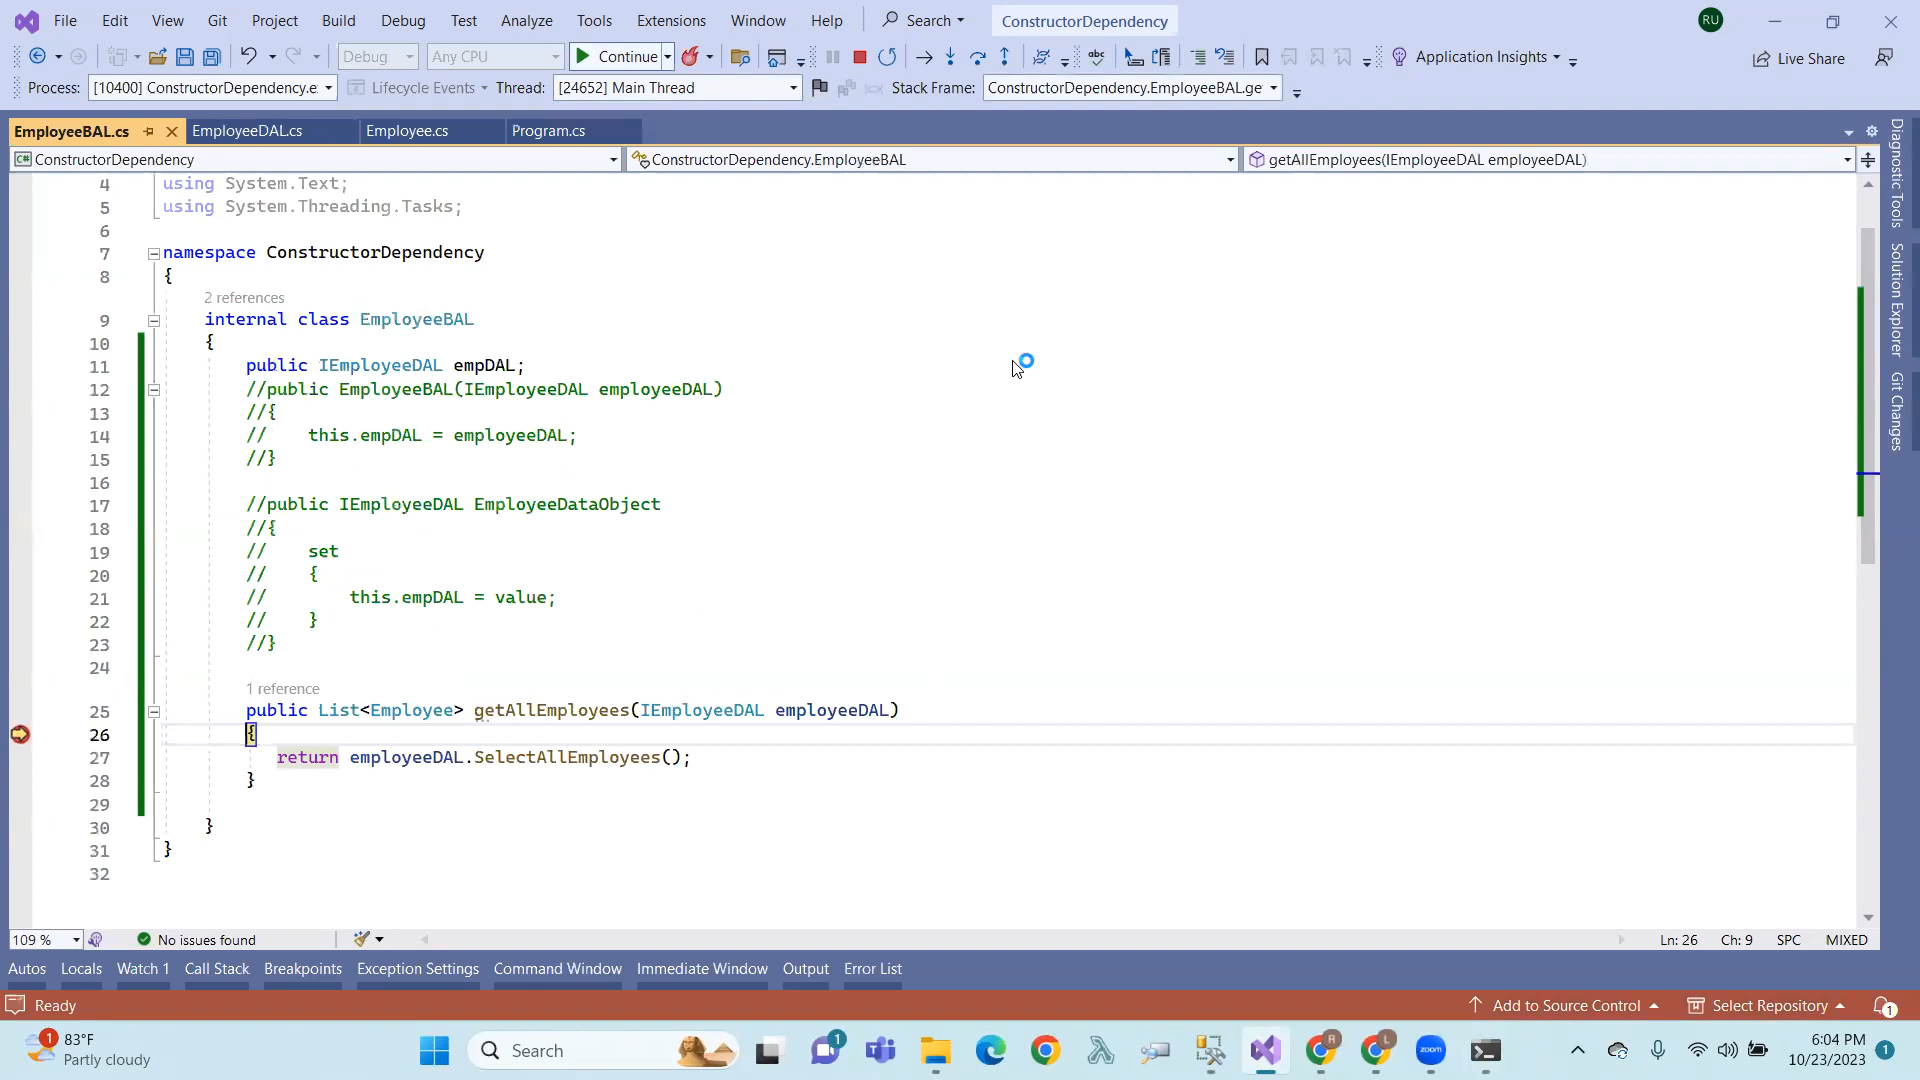 File Edit View Git Project Build Debug Test Analyze Tools Extensions Window Help Search ConstructorDependency RU
Debug Any CPU Continue abc Application Insights Live Share
Process: [10400] ConstructorDependency.e Lifecycle Events Thread: [24652] Main Thread Stack Frame: ConstructorDependency.EmployeeBAL.ge
EmployeeBAL.cs EmployeeDAL.cs Employee.cs Program.cs
C# ConstructorDependency ConstructorDependency.EmployeeBAL getAllEmployees(IEmployeeDAL employeeDAL)
4 using System.Text;
5 using System.Threading.Tasks;
6
7 namespace ConstructorDependency
8 {
2 references
9 internal class EmployeeBAL
10 {
11 public IEmployeeDAL empDAL;
12 //public EmployeeBAL(IEmployeeDAL employeeDAL)
13 //{
14 // this.empDAL = employeeDAL;
15 //}
16
17 //public IEmployeeDAL EmployeeDataObject
18 //{
19 // set
20 // {
21 // this.empDAL = value;
22 // }
23 //}
24
1 reference
25 public List<Employee> getAllEmployees(IEmployeeDAL employeeDAL)
26 {
27 return employeeDAL.SelectAllEmployees();
28 }
29
30 }
31 }
32
Diagnostic Tools
Solution Explorer
Git Changes
109 % No issues found Ln: 26 Ch: 9 SPC MIXED
Autos Locals Watch 1 Call Stack Breakpoints Exception Settings Command Window Immediate Window Output Error List
Ready Add to Source Control Select Repository 1
1 83°F
Partly cloudy
Search 1 R L zoom
6:04 PM
10/23/2023 1